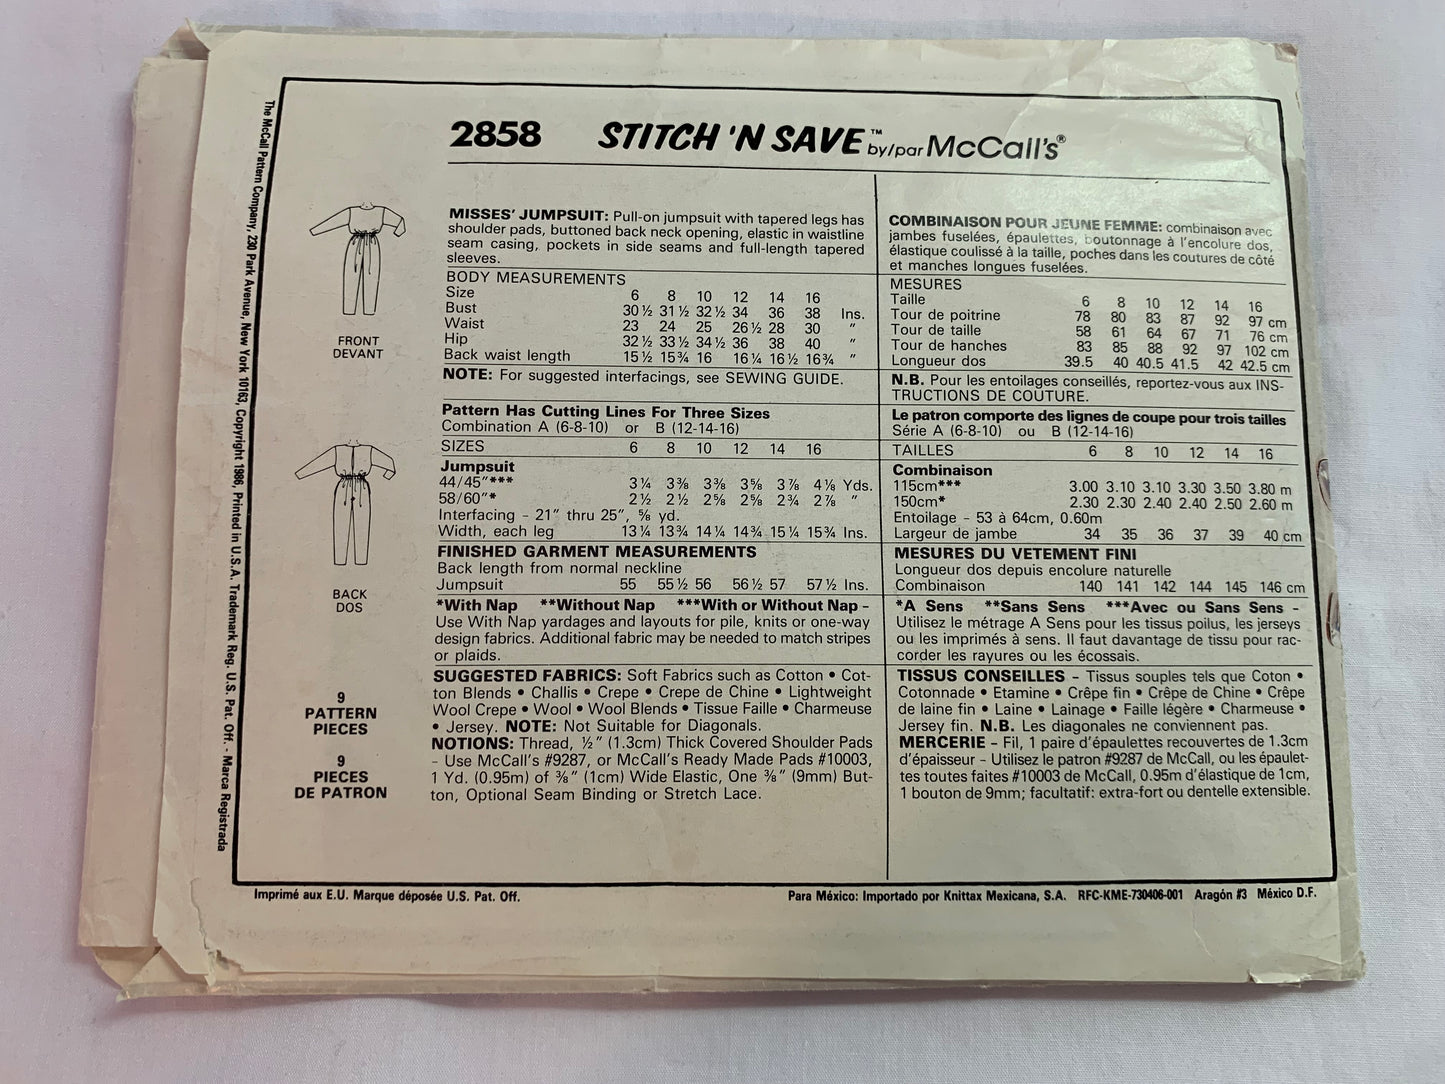 The McCall Pattern Company, 230 Park Avenue, New York 10163, Copyright 1986, Printed in U.S.A. Trademark Reg. U.S. Pat. Off. - Marca Registrada
2858 STITCH 'N SAVE™ by/par McCall's®
FRONT
DEVANT
BACK
DOS
9
PATTERN
PIECES
9
PIECES
DE PATRON
MISSES' JUMPSUIT: Pull-on jumpsuit with tapered legs has
shoulder pads, buttoned back neck opening, elastic in waistline
seam casing, pockets in side seams and full-length tapered
sleeves.
BODY MEASUREMENTS
Size 6 8 10 12 14 16
Bust 30½ 31½ 32½ 34 36 38 Ins.
Waist 23 24 25 26½ 28 30 "
Hip 32½ 33½ 34½ 36 38 40 "
Back waist length 15½ 15¾ 16 16¼ 16½ 16¾ "
NOTE: For suggested interfacings, see SEWING GUIDE.
Pattern Has Cutting Lines For Three Sizes
Combination A (6-8-10) or B (12-14-16)
SIZES 6 8 10 12 14 16
Jumpsuit
44/45"*** 3¼ 3⅜ 3⅜ 3⅝ 3⅞ 4⅛ Yds.
58/60"* 2½ 2½ 2⅝ 2⅝ 2¾ 2⅞ "
Interfacing - 21" thru 25", ⅝ yd.
Width, each leg 13¼ 13¾ 14¼ 14¾ 15¼ 15¾ Ins.
FINISHED GARMENT MEASUREMENTS
Back length from normal neckline
Jumpsuit 55 55½ 56 56½ 57 57½ Ins.
*With Nap **Without Nap ***With or Without Nap -
Use With Nap yardages and layouts for pile, knits or one-way
design fabrics. Additional fabric may be needed to match stripes
or plaids.
SUGGESTED FABRICS: Soft Fabrics such as Cotton • Cot-
ton Blends • Challis • Crepe • Crepe de Chine • Lightweight
Wool Crepe • Wool • Wool Blends • Tissue Faille • Charmeuse
• Jersey. NOTE: Not Suitable for Diagonals.
NOTIONS: Thread, ½" (1.3cm) Thick Covered Shoulder Pads
- Use McCall's #9287, or McCall's Ready Made Pads #10003,
1 Yd. (0.95m) of ⅜" (1cm) Wide Elastic, One ⅜" (9mm) But-
ton, Optional Seam Binding or Stretch Lace.
COMBINAISON POUR JEUNE FEMME: combinaison avec
jambes fuselées, épaulettes, boutonnage à l'encolure dos,
élastique coulissé à la taille, poches dans les coutures de côté
et manches longues fuselées.
MESURES
Taille 6 8 10 12 14 16
Tour de poitrine 78 80 83 87 92 97 cm
Tour de taille 58 61 64 67 71 76 cm
Tour de hanches 83 85 88 92 97 102 cm
Longueur dos 39.5 40 40.5 41.5 42 42.5 cm
N.B. Pour les entoilages conseillés, reportez-vous aux INS-
TRUCTIONS DE COUTURE.
Le patron comporte des lignes de coupe pour trois tailles
Série A (6-8-10) ou B (12-14-16)
TAILLES 6 8 10 12 14 16
Combinaison
115cm*** 3.00 3.10 3.10 3.30 3.50 3.80 m
150cm* 2.30 2.30 2.40 2.40 2.50 2.60 m
Entoilage - 53 à 64cm, 0.60m
Largeur de jambe 34 35 36 37 39 40 cm
MESURES DU VETEMENT FINI
Longueur dos depuis encolure naturelle
Combinaison 140 141 142 144 145 146 cm
*A Sens **Sans Sens ***Avec ou Sans Sens -
Utilisez le métrage A Sens pour les tissus poilus, les jerseys
ou les imprimés à sens. Il faut davantage de tissu pour rac-
corder les rayures ou les écossais.
TISSUS CONSEILLES - Tissus souples tels que Coton •
Cotonnade • Etamine • Crêpe fin • Crêpe de Chine • Crêpe
de laine fin • Laine • Lainage • Faille légère • Charmeuse •
Jersey fin. N.B. Les diagonales ne conviennent pas.
MERCERIE - Fil, 1 paire d'épaulettes recouvertes de 1.3cm
d'épaisseur - Utilisez le patron #9287 de McCall, ou les épaulet-
tes toutes faites #10003 de McCall, 0.95m d'élastique de 1cm,
1 bouton de 9mm; facultatif: extra-fort ou dentelle extensible.
Imprimé aux E.U. Marque déposée U.S. Pat. Off.
Para México: Importado por Knittax Mexicana, S.A. RFC-KME-730406-001 Aragón #3 México D.F.